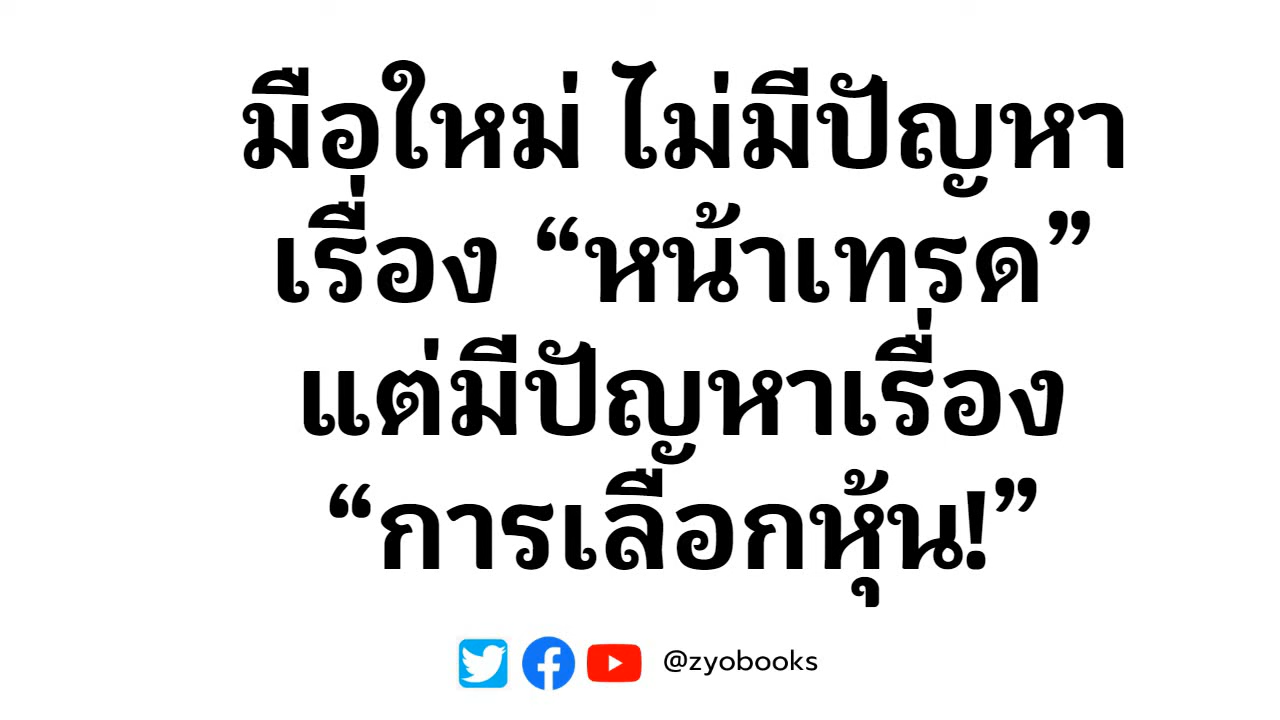 มือใหม่ ไม่มีปัญหา
เรื่อง “หน้าเทรด”
แต่มีปัญหาเรื่อง
“การเลือกหุ้น!”
@zyobooks